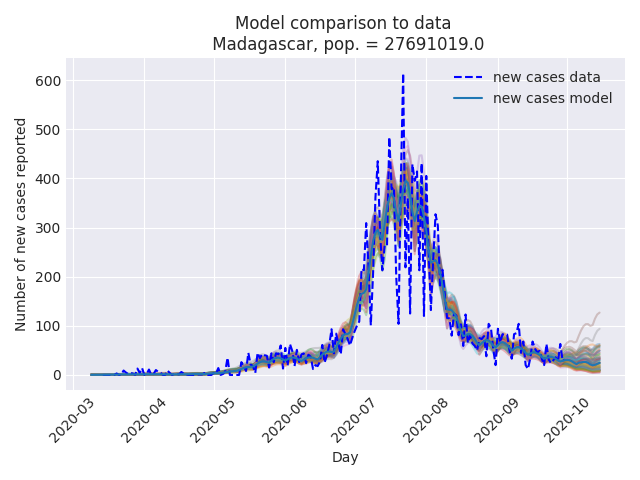 Model comparison to data
Madagascar, pop. = 27691019.0
new cases data
new cases model
Number of new cases reported
600
500
400
300
200
100
0
2020-03
2020-04
2020-05
2020-06
2020-07
2020-08
2020-09
2020-10
Day